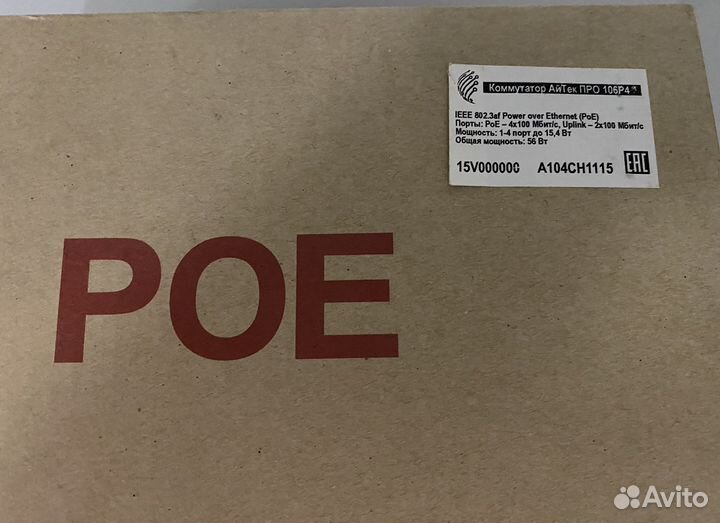 Коммутатор АйТек ПРО 106P4
IEEE 802.3af Power over Ethernet (PoE)
Порты: PoE – 4x100 Мбит/с, Uplink – 2x100 Мбит/с
Мощность: 1-4 порт до 15,4 Вт
Общая мощность: 56 Вт
15V000000 A104CH1115 EAC
POE
Avito